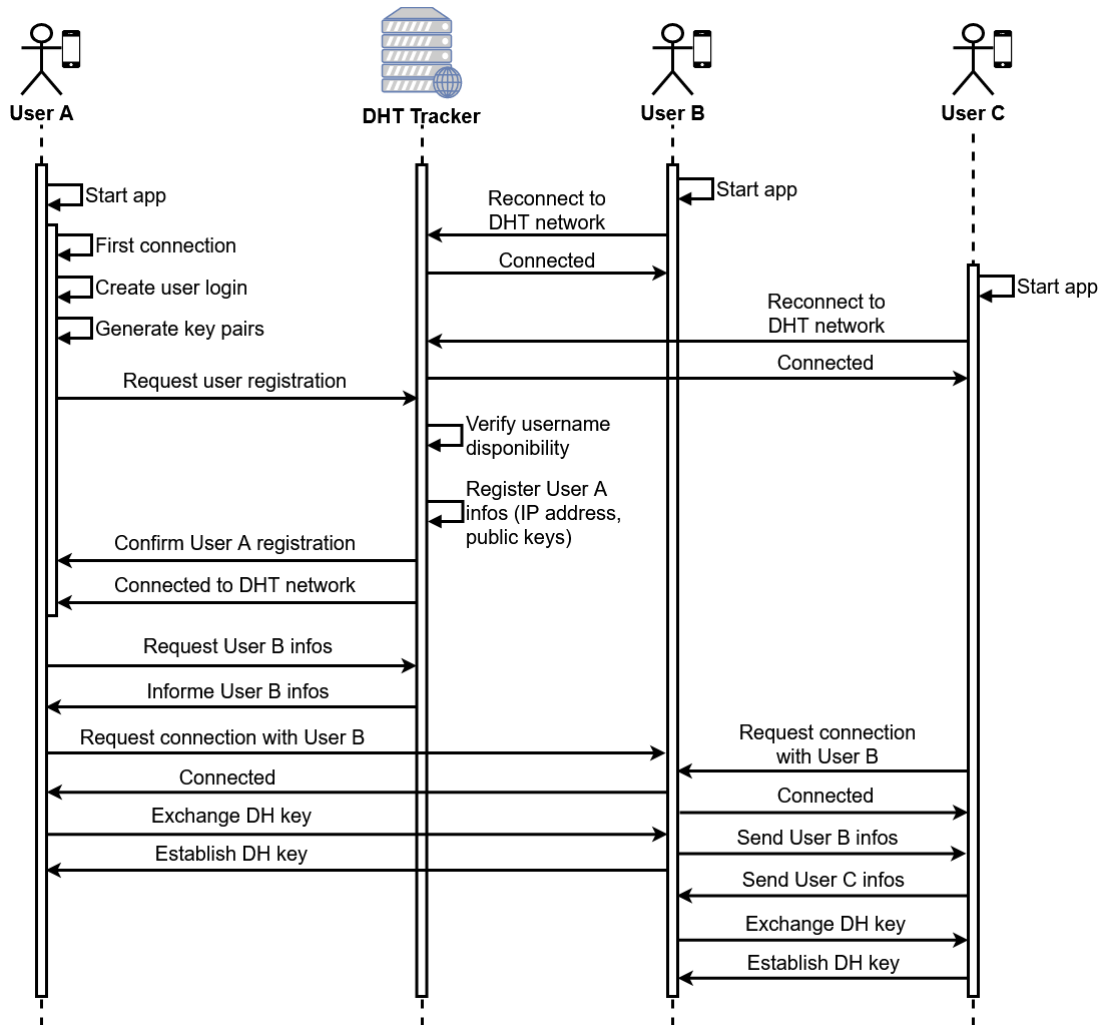 User A
DHT Tracker
User B
User C
Start app
Start app
Reconnect to
DHT network
First connection
Connected
Create user login
Start app
Reconnect to
DHT network
Generate key pairs
Connected
Request user registration
Verify username
disponibility
Register User A
infos (IP address,
public keys)
Confirm User A registration
Connected to DHT network
Request User B infos
Informe User B infos
Request connection with User B
Request connection
with User B
Connected
Connected
Exchange DH key
Send User B infos
Establish DH key
Send User C infos
Exchange DH key
Establish DH key